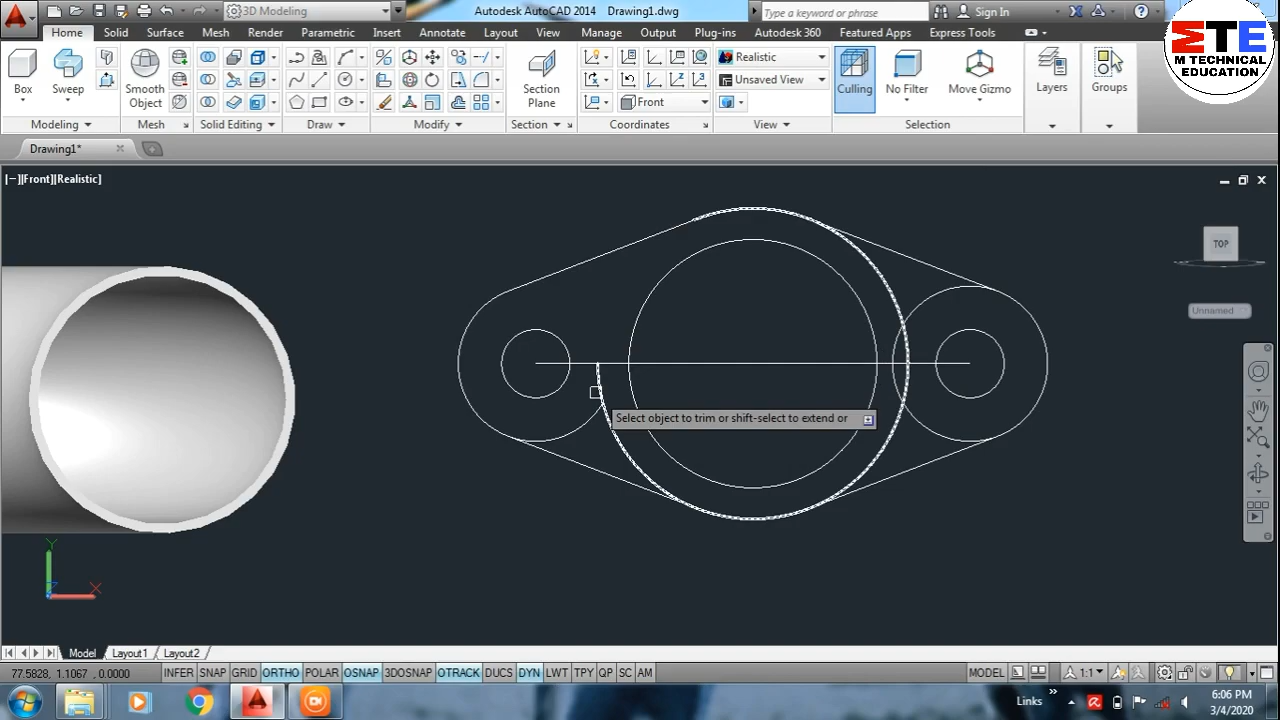 3D Modeling
Autodesk AutoCAD 2014 Drawing1.dwg
Type a keyword or phrase
Sign In
Home Solid Surface Mesh Render Parametric Insert Annotate Layout View Manage Output Plug-ins Autodesk 360 Featured Apps Express Tools
MTE
M TECHNICAL
EDUCATION
Box
Sweep
Smooth
Object
Section
Plane
Realistic
Unsaved View
Front
Culling
No Filter
Move Gizmo
Layers
Groups
Modeling
Mesh
Solid Editing
Draw
Modify
Section
Coordinates
View
Selection
Drawing1*
[−][Front][Realistic]
TOP
Unnamed
Select object to trim or shift-select to extend or
Y
X
Model Layout1 Layout2
77.5828, 1.1067 , 0.0000
INFER SNAP GRID ORTHO POLAR OSNAP 3DOSNAP OTRACK DUCS DYN LWT TPY QP SC AM
MODEL
1:1
Links
6:06 PM
3/4/2020